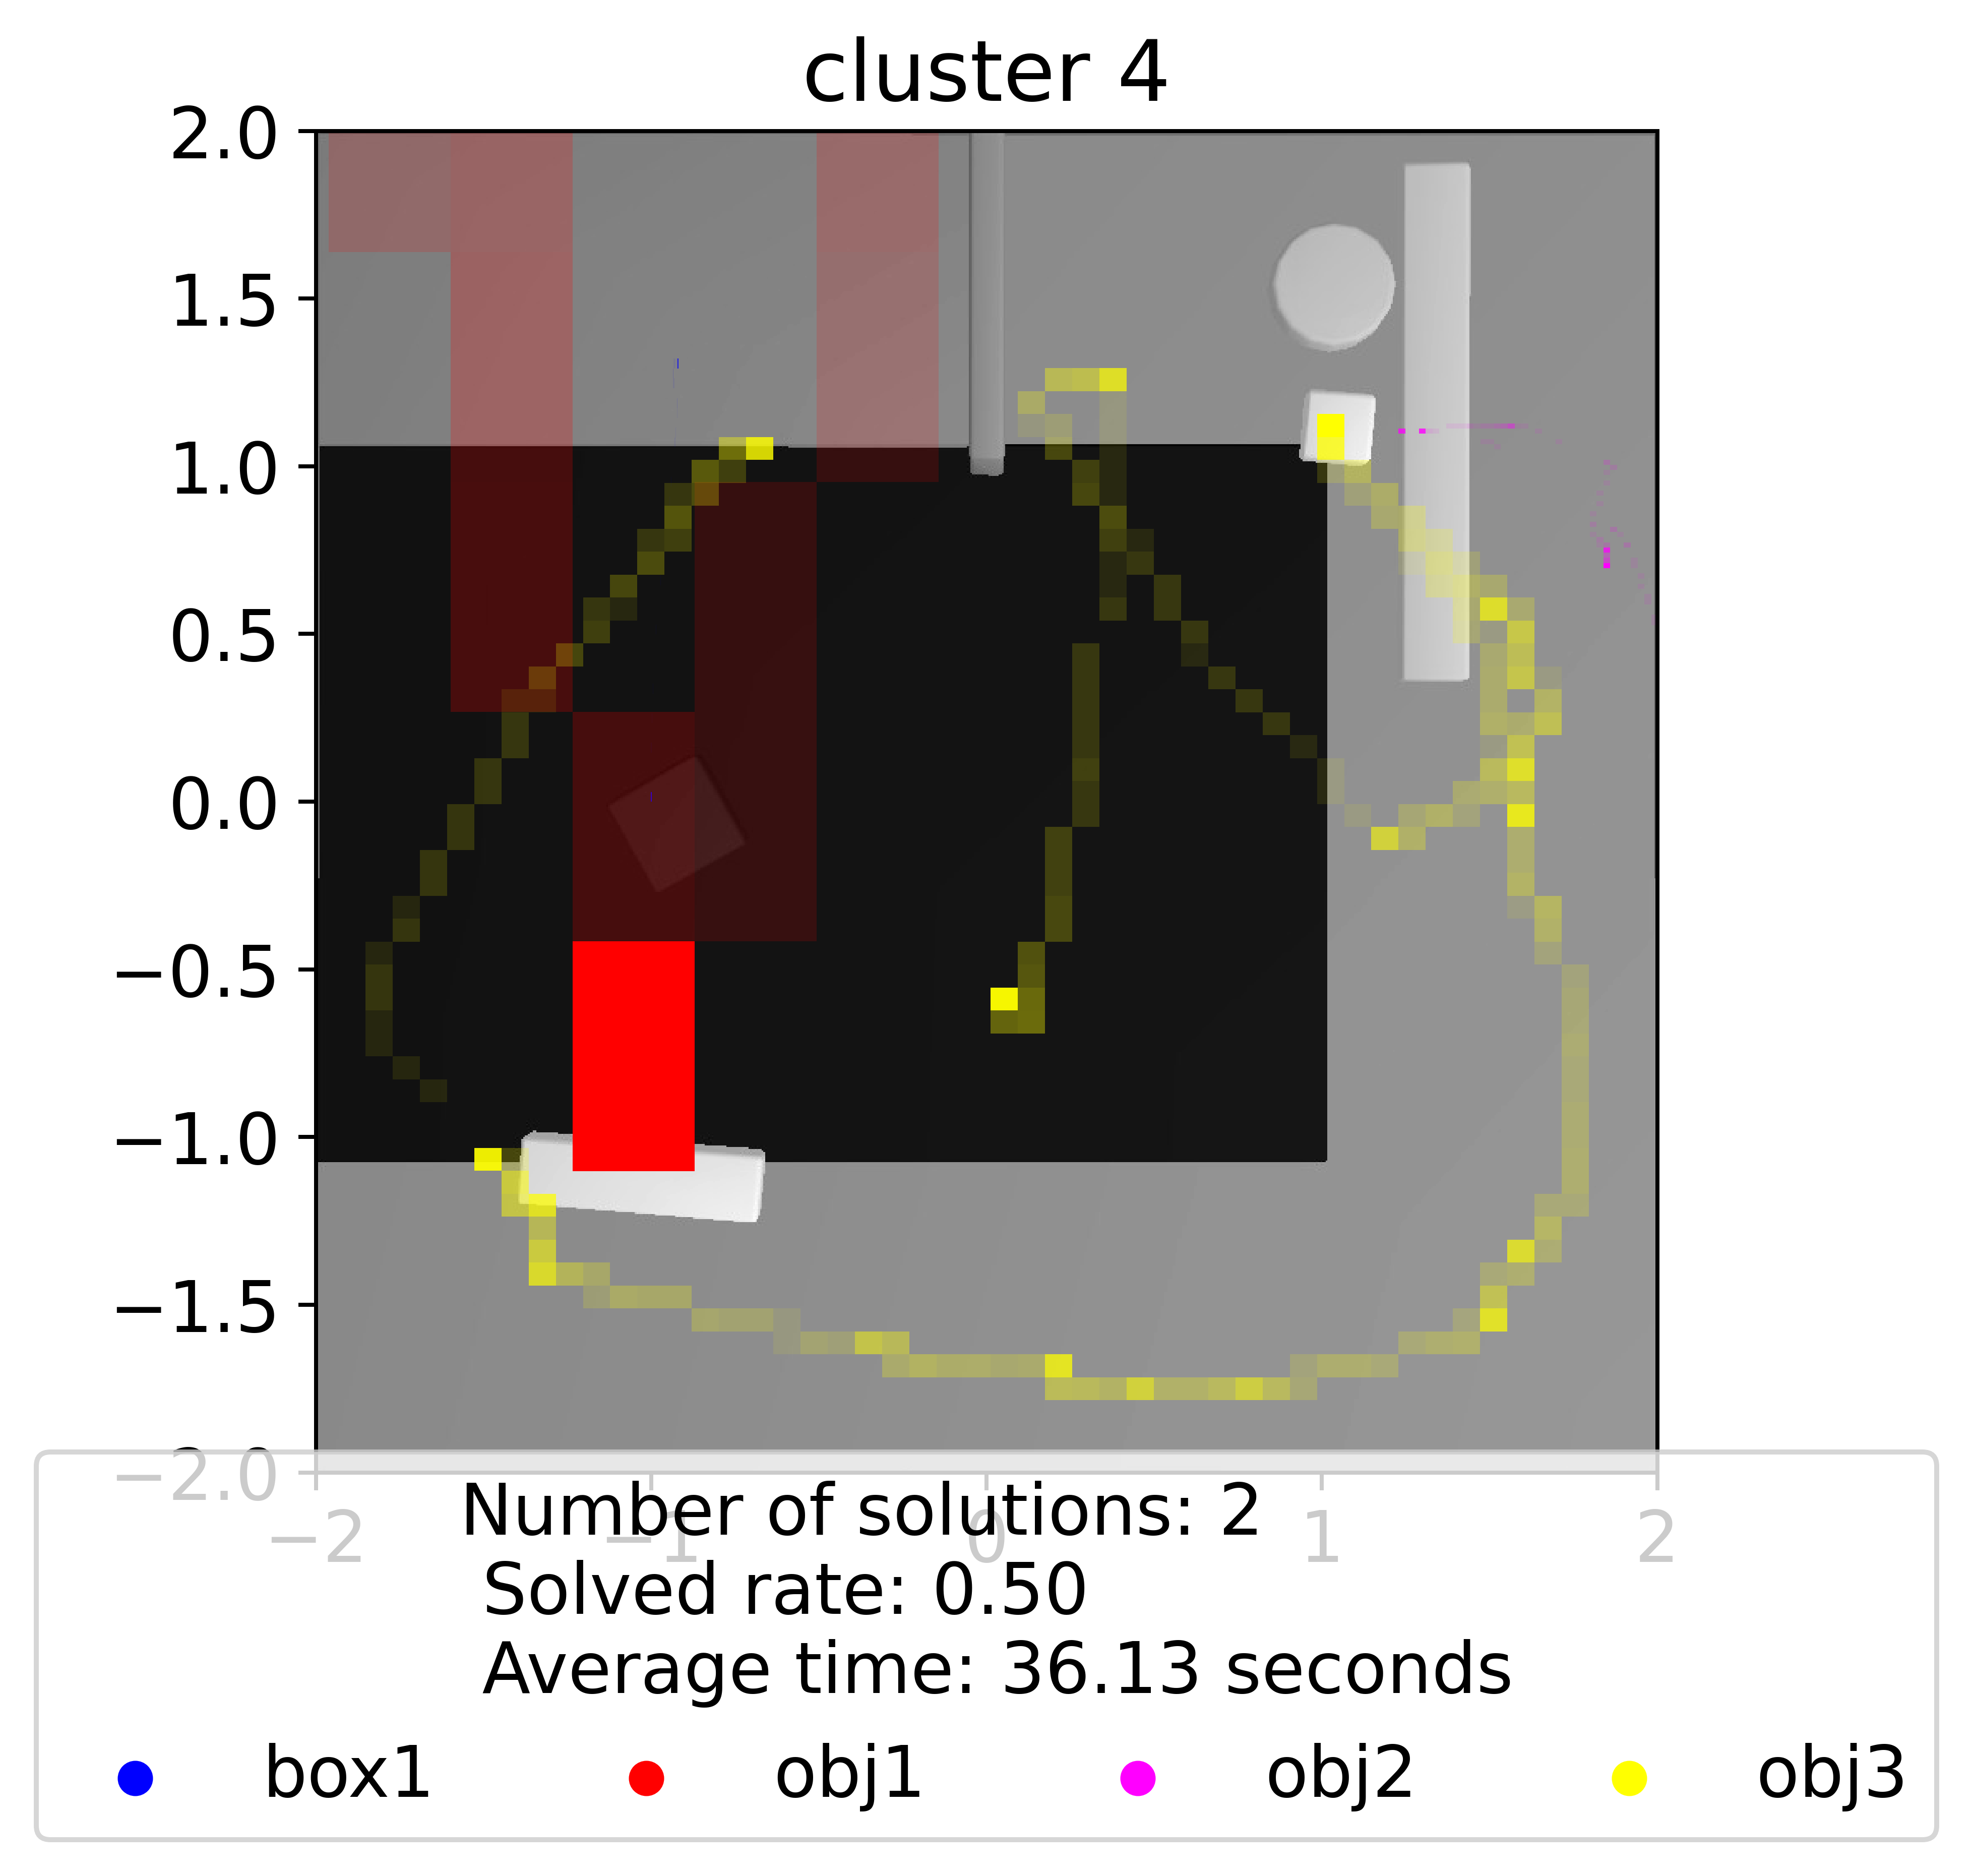 cluster 4
2.0
1.5
1.0
0.5
0.0
−0.5
−1.0
−1.5
−2.0
−2 −1 0 1 2
Number of solutions: 2
Solved rate: 0.50
Average time: 36.13 seconds
box1 obj1 obj2 obj3